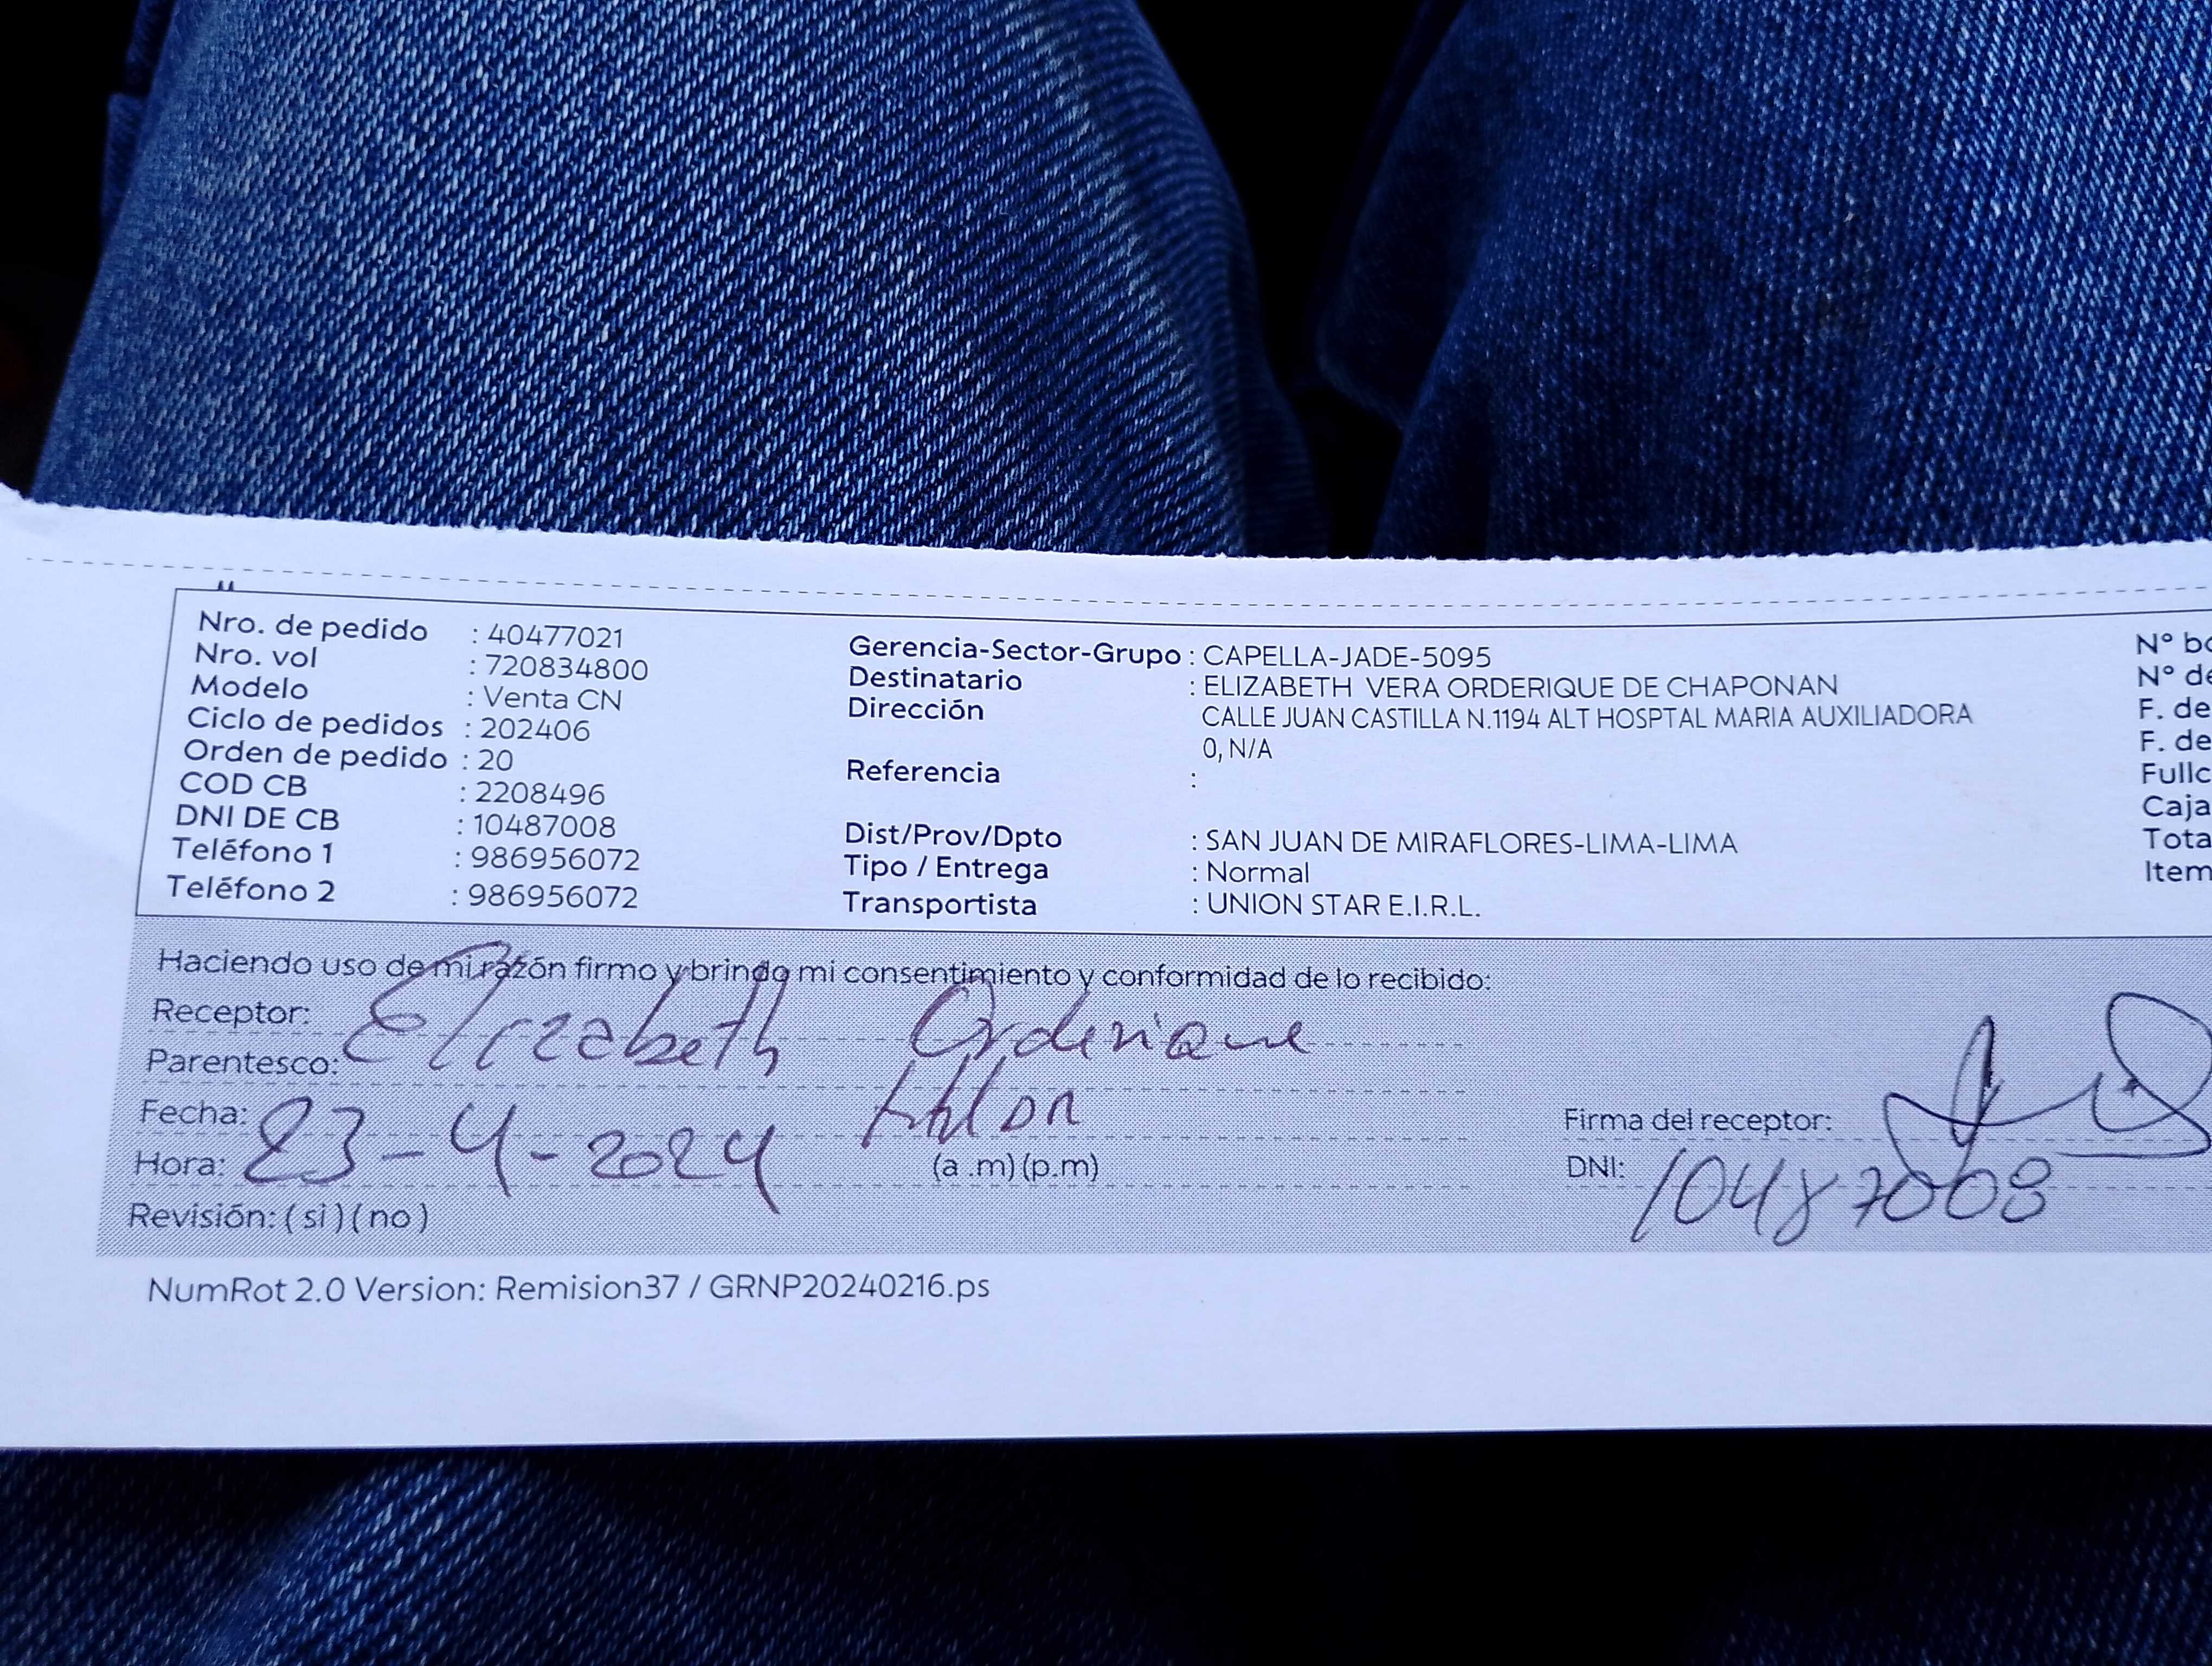 Nro. de pedido : 40477021
Nro. vol : 720834800
Modelo : Venta CN
Ciclo de pedidos : 202406
Orden de pedido : 20
COD CB : 2208496
DNI DE CB : 10487008
Teléfono 1 : 986956072
Teléfono 2 : 986956072
Gerencia-Sector-Grupo : CAPELLA-JADE-5095
Destinatario : ELIZABETH VERA ORDERIQUE DE CHAPONAN
Dirección CALLE JUAN CASTILLA N.1194 ALT HOSPTAL MARIA AUXILIADORA
0, N/A
Referencia :
Dist/Prov/Dpto : SAN JUAN DE MIRAFLORES-LIMA-LIMA
Tipo / Entrega : Normal
Transportista : UNION STAR E.I.R.L.
N°
N°
F. de
F. de
Haciendo uso de mi razón firmo y brindo mi consentimiento y conformidad de lo recibido:
Receptor: Elizabeth Orderique
Parentesco:
Fecha: 23-4-2024
Hora: (a .m) (p.m)
Revisión: ( si ) ( no )
Firma del receptor:
DNI: 10487008
NumRot 2.0 Version: Remision37 / GRNP20240216.ps